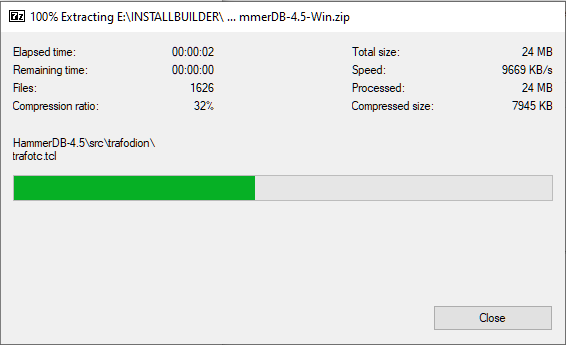 7z 100% Extracting E:\INSTALLBUILDER\ ... mmerDB-4.5-Win.zip
Elapsed time: 00:00:02 Total size: 24 MB
Remaining time: 00:00:00 Speed: 9669 KB/s
Files: 1626 Processed: 24 MB
Compression ratio: 32% Compressed size: 7945 KB
HammerDB-4.5\src\trafodion\
trafotc.tcl
Close